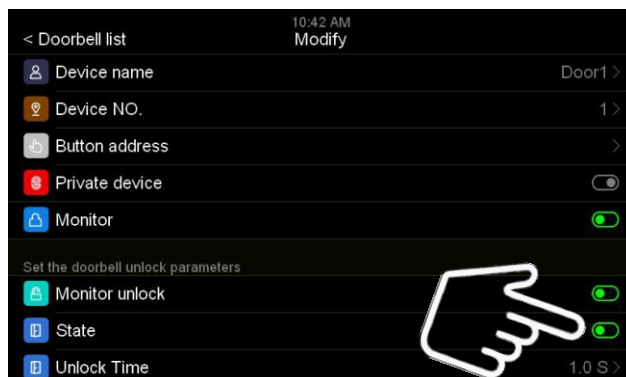 10:42 AM
< Doorbell list Modify
Device name Door1 >
Device NO. 1 >
Button address >
Private device
Monitor
Set the doorbell unlock parameters
Monitor unlock
State
Unlock Time 1.0 S >